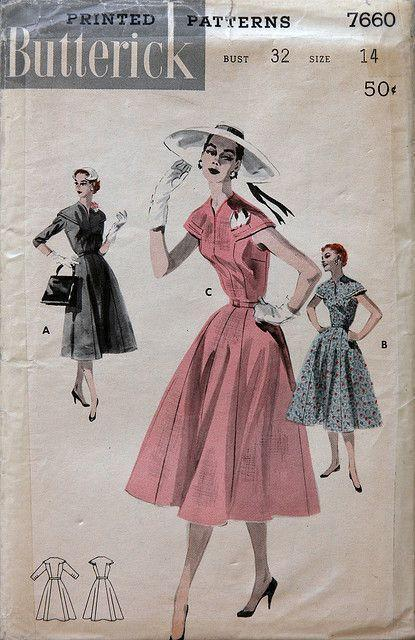 PRINTED PATTERNS 7660
Butterick BUST 32 SIZE 14
50¢
A
C
B